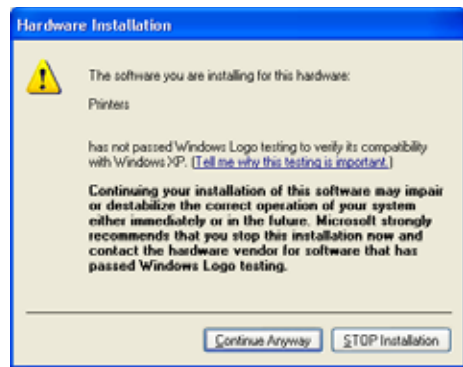 Hardware Installation
The software you are installing for this hardware:
Printers
has not passed Windows Logo testing to verify its compatibility
with Windows XP. (Tell me why this testing is important.)
Continuing your installation of this software may impair
or destabilize the correct operation of your system
either immediately or in the future. Microsoft strongly
recommends that you stop this installation now and
contact the hardware vendor for software that has
passed Windows Logo testing.
Continue Anyway
STOP Installation